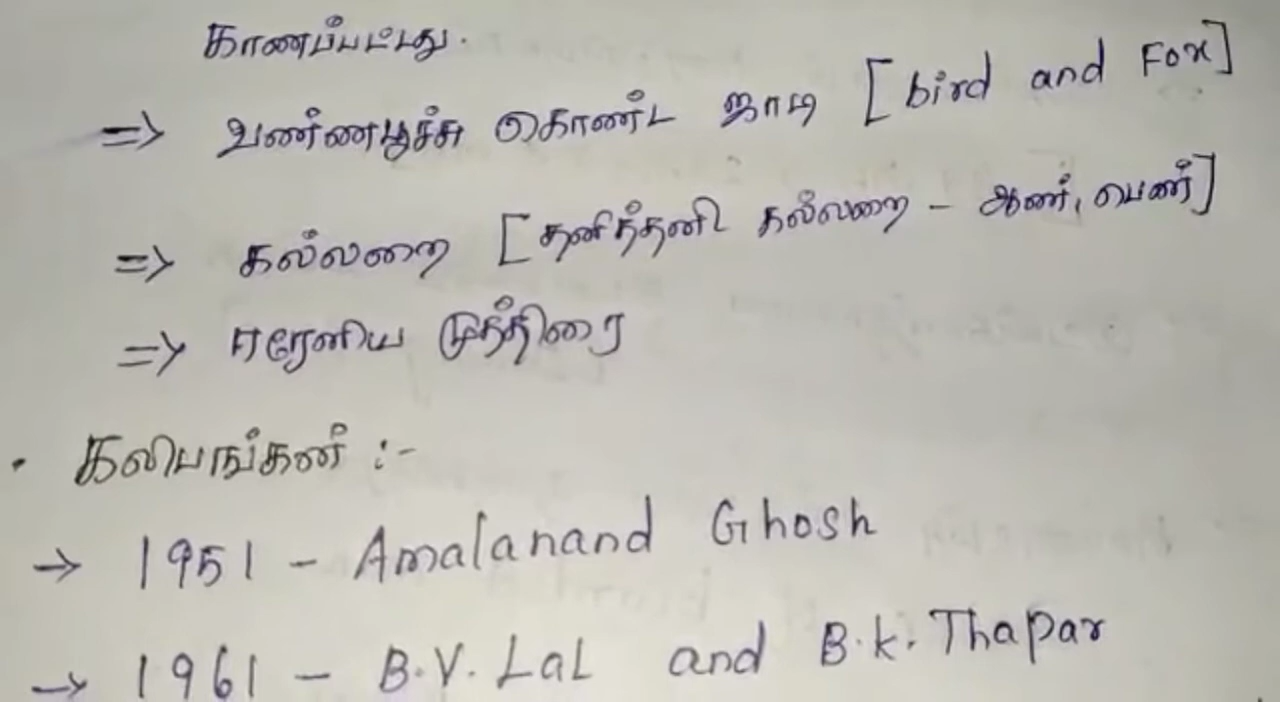 காணப்பட்டது.
=> வண்ணபூச்சு கொண்ட ஜாடி [bird and Fox]
=> கல்லறை [தனித்தனி கல்லறை - ஆண், பெண்]
=> ஈரேனிய முத்திரை
• கலிபங்கன் :-
→ 1951 - Amalanand Ghosh
→ 1961 - B.V. Lal and B.k. Thapar